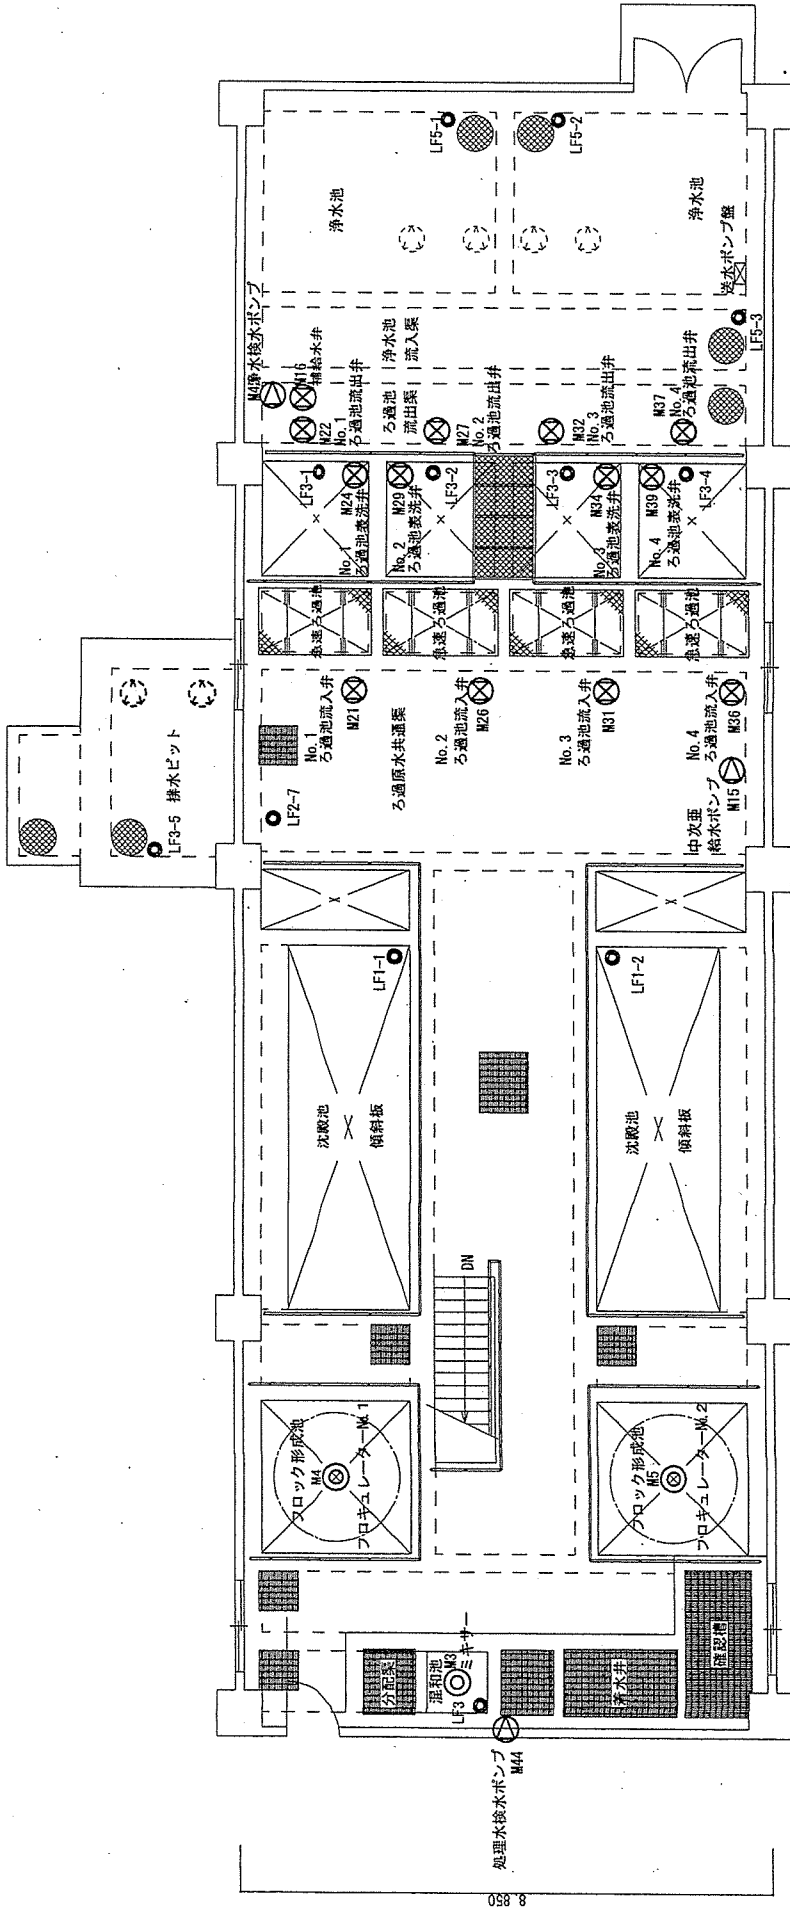 処理水検水ポンプ
M44
8,850
分配渠
混和池
M3
ミキサー
LF3
着水井
確認槽
フロック形成池
M4
フロキュレーターNo.1
フロック形成池
M5
フロキュレーターNo.2
DN
沈殿池
傾斜板
LF1-1
沈殿池
傾斜板
LF1-2
LF3-5
排水ピット
LF2-7
No.1
ろ過池流入弁
M21
ろ過原水共通渠
No.2
ろ過池流入弁
M26
No.3
ろ過池流入弁
M31
No.4
ろ過池流入弁
M36
中次亜
給水ポンプ
M15
急速ろ過池
急速ろ過池
急速ろ過池
急速ろ過池
LF3-1
M24
No.1
ろ過池表洗弁
M29
No.2
ろ過池表洗弁
LF3-2
LF3-3
M34
No.3
ろ過池表洗弁
M39
No.4
ろ過池表洗弁
LF3-4
浄水検水ポンプ
M16
補給水弁
M22
No.1
ろ過池流出弁
ろ過池
流出渠
浄水池
流入渠
M27
No.2
ろ過池流出弁
M32
No.3
ろ過池流出弁
M37
No.4
ろ過池流出弁
LF5-3
送水ポンプ盤
浄水池
浄水池
LF5-1
LF5-2